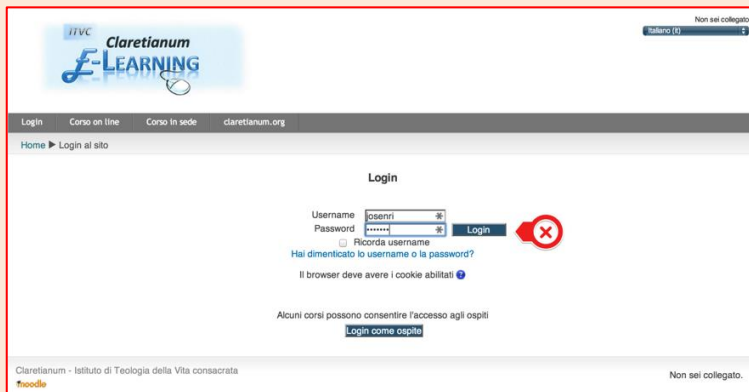 Non sei collegato
Italiano (it)
ITVC
Claretianum
E-LEARNING
Login Corso on line Corso in sede claretianum.org
Home ▶ Login al sito
Login
Username josenri
Password ••••••• Login
Ricorda username
Hai dimenticato lo username o la password?
Il browser deve avere i cookie abilitati
Alcuni corsi possono consentire l'accesso agli ospiti
Login come ospite
Claretianum - Istituto di Teologia della Vita consacrata
moodle
Non sei collegato.